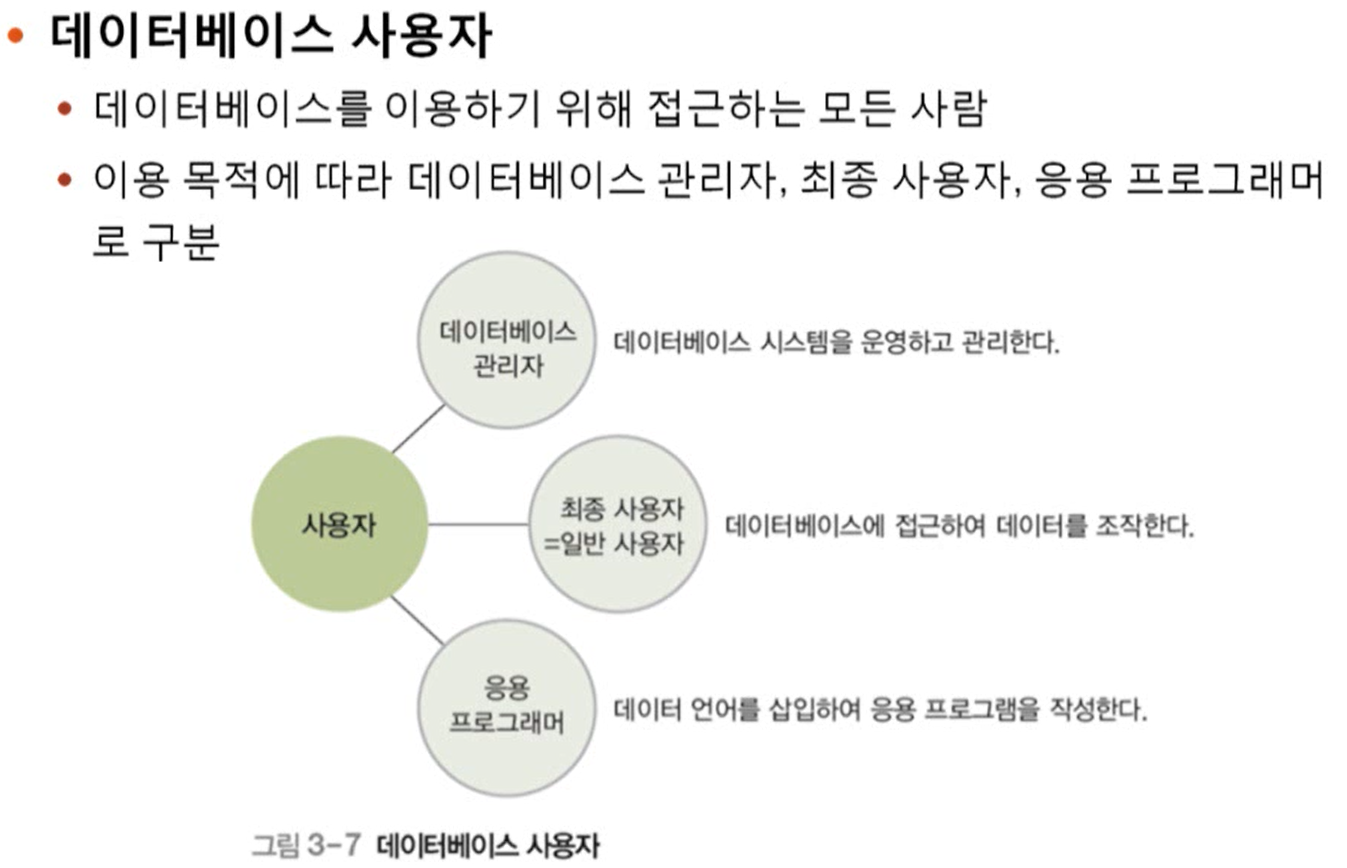 데이터베이스 사용자
데이터베이스를 이용하기 위해 접근하는 모든 사람
이용 목적에 따라 데이터베이스 관리자, 최종 사용자, 응용 프로그래머
로 구분
데이터베이스
관리자
데이터베이스 시스템을 운영하고 관리한다.
사용자
최종 사용자
=일반 사용자
데이터베이스에 접근하여 데이터를 조작한다.
응용
프로그래머
데이터 언어를 삽입하여 응용 프로그램을 작성한다.
그림 3-7 데이터베이스 사용자